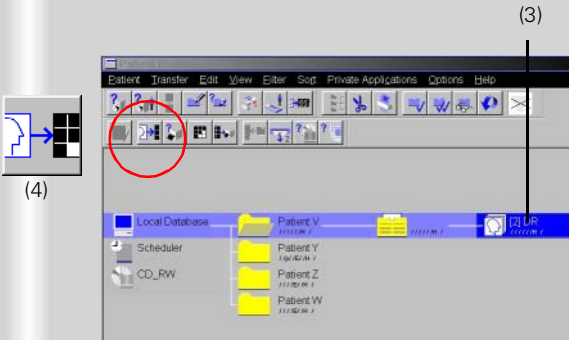 (3)
Patient Transfer Edit View Filter Sort Private Applications Options Help
(4)
Local Database
Patient V
[2] DR
Scheduler
Patient Y
CD_RW
Patient Z
Patient W